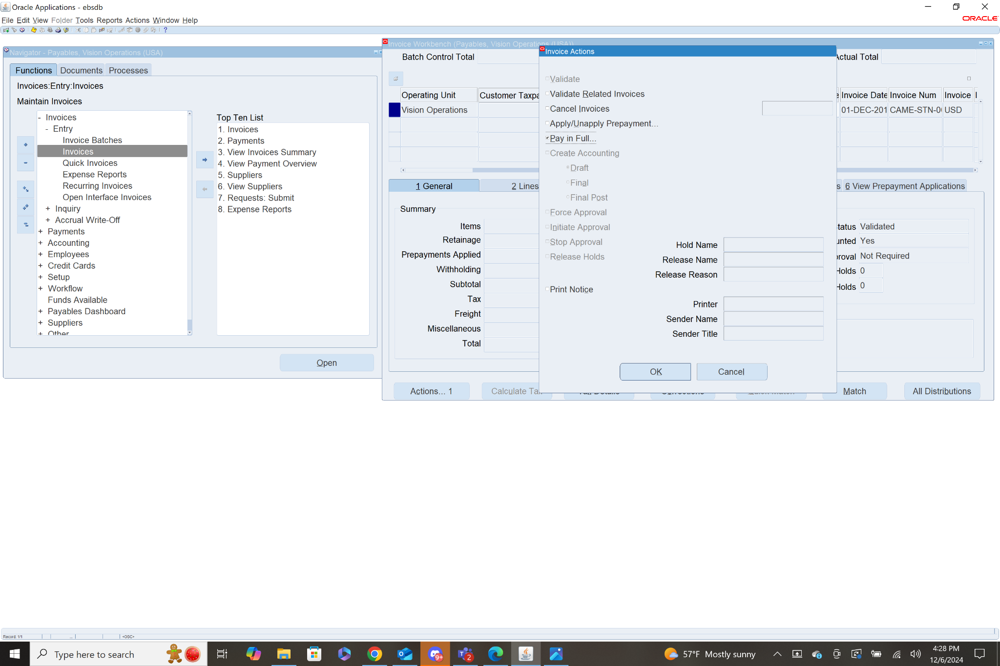 Oracle Applications - ebsdb
File Edit View Folder Tools Reports Actions Window Help
ORACLE
Navigator - Payables, Vision Operations (USA)
Functions Documents Processes
Invoices:Entry:Invoices
Maintain Invoices
- Invoices
- Entry
Invoice Batches
Invoices
Quick Invoices
Expense Reports
Recurring Invoices
Open Interface Invoices
+ Inquiry
+ Accrual Write-Off
+ Payments
+ Accounting
+ Employees
+ Credit Cards
+ Setup
+ Workflow
Funds Available
+ Payables Dashboard
+ Suppliers
+ Other
Top Ten List
1. Invoices
2. Payments
3. View Invoices Summary
4. View Payment Overview
5. Suppliers
6. View Suppliers
7. Requests: Submit
8. Expense Reports
Open
Invoice Workbench (Payables, Vision Operations (USA))
Batch Control Total
Actual Total
Operating Unit Customer Taxpa
Invoice Date Invoice Num Invoice
Vision Operations
01-DEC-201 CAME-STN-0 USD
1 General 2 Lines
6 View Prepayment Applications
Summary
Items
Retainage
Prepayments Applied
Withholding
Subtotal
Tax
Freight
Miscellaneous
Total
tatus Validated
unted Yes
proval Not Required
Holds 0
Holds 0
Actions... 1
Calculate Tax
Tax Details
Corrections
Quick Match
Match
All Distributions
Invoice Actions
Validate
Validate Related Invoices
Cancel Invoices
Apply/Unapply Prepayment...
Pay in Full...
Create Accounting
Draft
Final
Final Post
Force Approval
Initiate Approval
Stop Approval
Release Holds
Hold Name
Release Name
Release Reason
Print Notice
Printer
Sender Name
Sender Title
OK Cancel
Record: 1/1 ... <OSC>
Type here to search
9+
2
57°F Mostly sunny
4:28 PM
12/6/2024